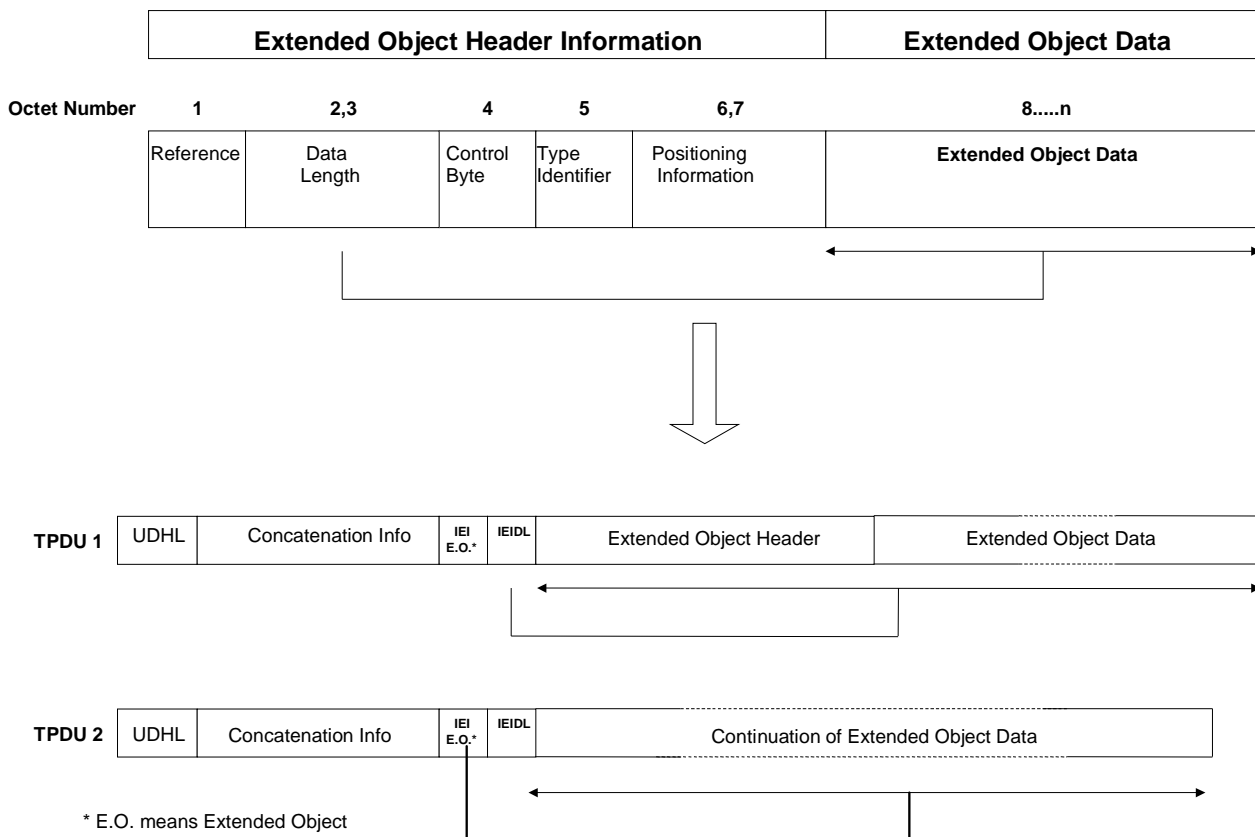 Extended Object Header Information Extended Object Data
Octet Number 1 2,3 4 5 6,7 8.....n
Reference Data Length Control Byte Type Identifier Positioning Information Extended Object Data
TPDU 1 UDHL Concatenation Info IEI E.O.* IEIDL Extended Object Header Extended Object Data
TPDU 2 UDHL Concatenation Info IEI E.O.* IEIDL Continuation of Extended Object Data
* E.O. means Extended Object